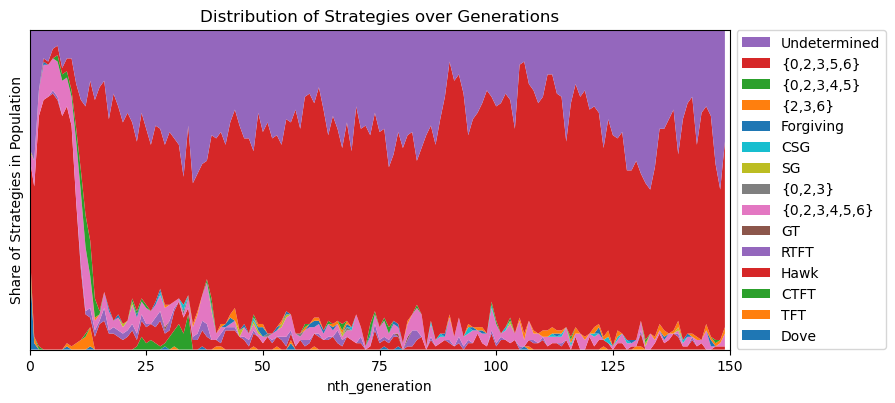 Distribution of Strategies over Generations
Share of Strategies in Population
0
25
50
75
100
125
150
nth_generation
Undetermined
{0,2,3,5,6}
{0,2,3,4,5}
{2,3,6}
Forgiving
CSG
SG
{0,2,3}
{0,2,3,4,5,6}
GT
RTFT
Hawk
CTFT
TFT
Dove